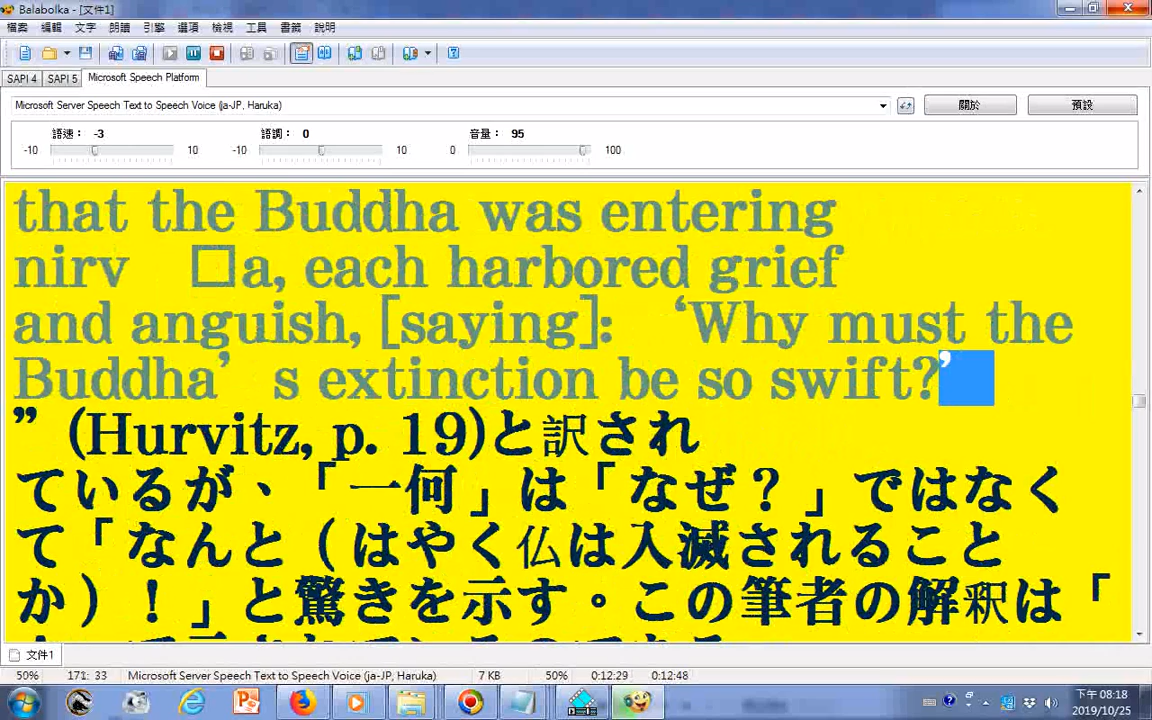 Balabolka - [文件1]
檔案 編輯 文字 朗讀 引擎 選項 檢視 工具 書籤 說明
SAPI 4 SAPI 5 Microsoft Speech Platform
Microsoft Server Speech Text to Speech Voice (ja-JP, Haruka) 關於 預設
語速： -3 語調： 0 音量： 95
-10 10 -10 10 0 100
that the Buddha was entering
nirv □a, each harbored grief
and anguish, [saying]: ‘Why must the
Buddha’s extinction be so swift?’
” (Hurvitz, p. 19)と訳され
ているが、「一何」は「なぜ？」ではなく
て「なんと（はやく仏は入滅されること
か）！」と驚きを示す。この筆者の解釈は「
文件1
50% 171: 33 Microsoft Server Speech Text to Speech Voice (ja-JP, Haruka) 7 KB 50% 0:12:29 0:12:48
下午 08:18
2019/10/25